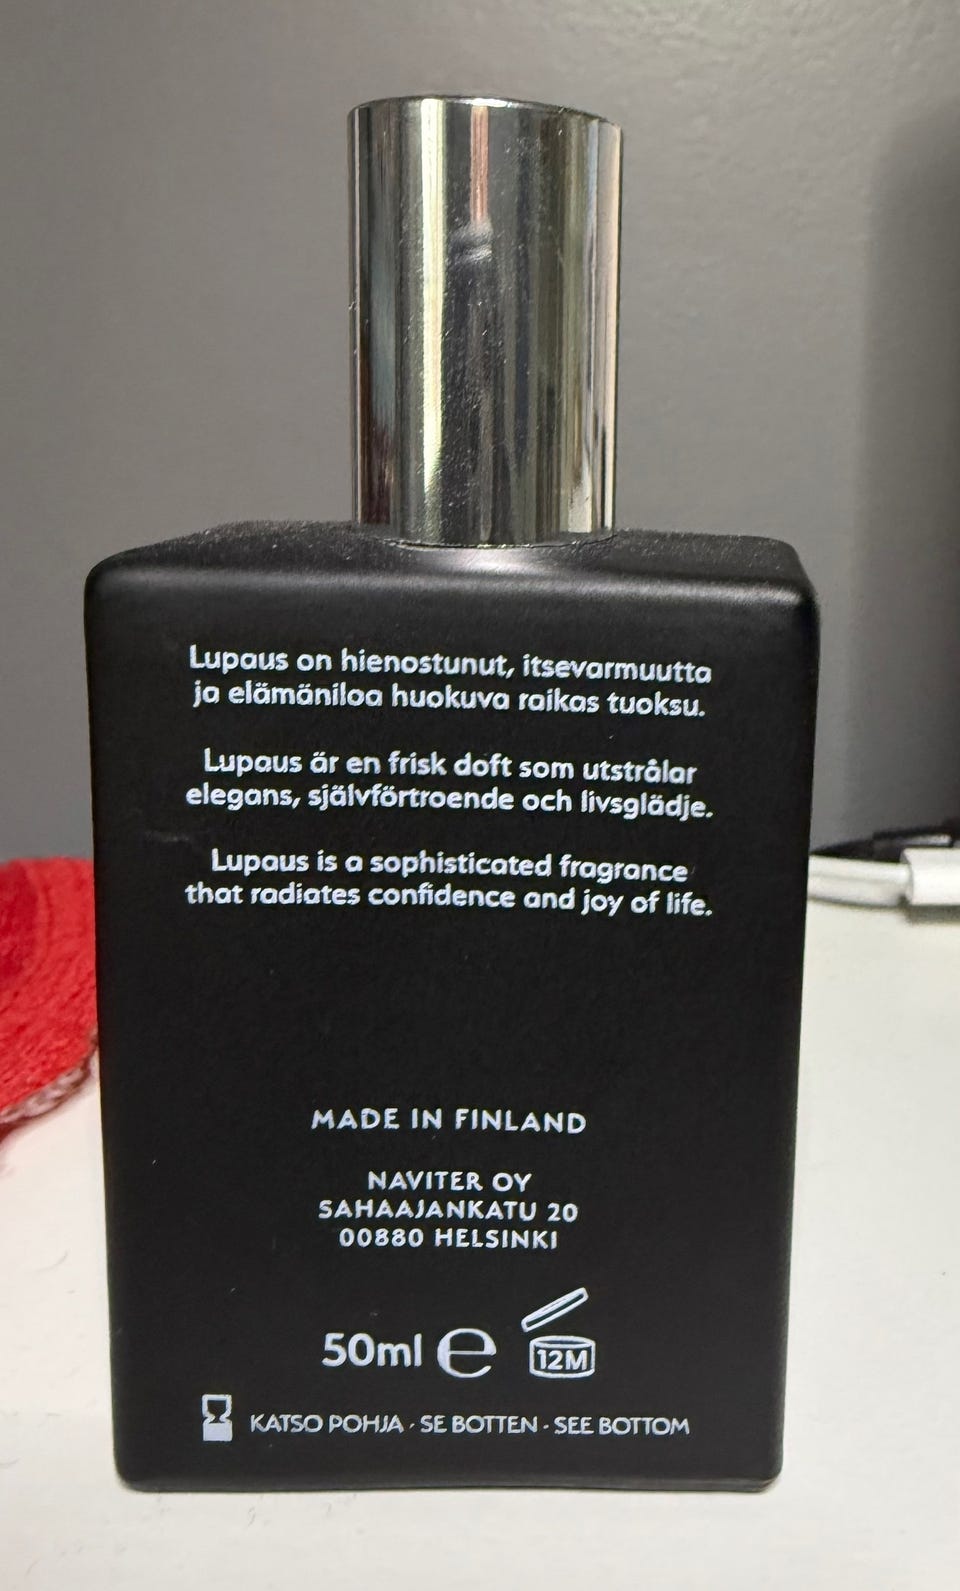 Lupaus on hienostunut, itsevarmuutta
ja elämäniloa huokuva raikas tuoksu.
Lupaus är en frisk doft som utstrålar
elegans, självförtroende och livsglädje.
Lupaus is a sophisticated fragrance
that radiates confidence and joy of life.
MADE IN FINLAND
NAVITER OY
SAHAAJANKATU 20
00880 HELSINKI
50ml e 12M
KATSO POHJA · SE BOTTEN · SEE BOTTOM